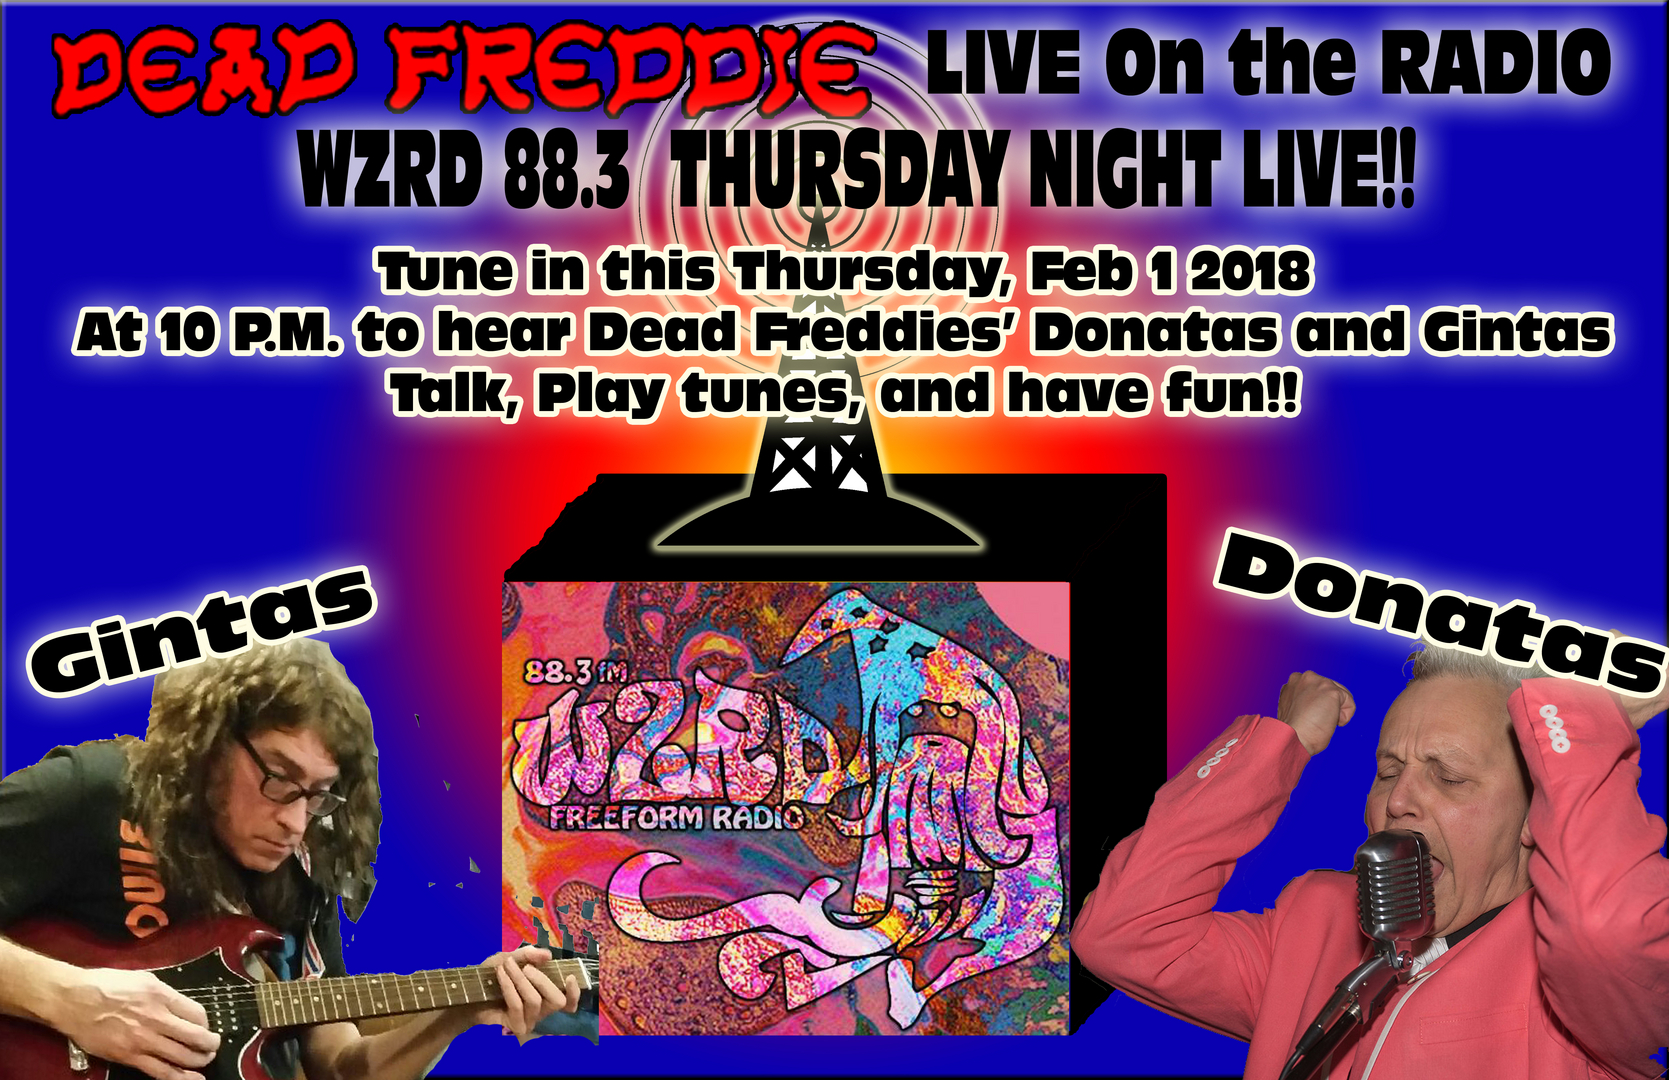 DEAD FREDDIE LIVE On the RADIO
WZRD 88.3 THURSDAY NIGHT LIVE!!
Tune in this Thursday, Feb 1 2018
At 10 P.M. to hear Dead Freddies’ Donatas and Gintas
Talk, Play tunes, and have fun!!
Gintas
Donatas
88.3 fM
WZRD
FREEFORM RADIO